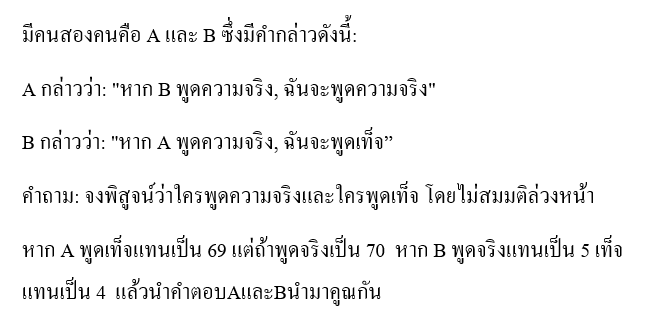 มีคนสองคนคือ A และ B ซึ่งมีคำกล่าวดังนี้:
A กล่าวว่า: "หาก B พูดความจริง, ฉันจะพูดความจริง"
B กล่าวว่า: "หาก A พูดความจริง, ฉันจะพูดเท็จ”
คำถาม: จงพิสูจน์ว่าใครพูดความจริงและใครพูดเท็จ โดยไม่สมมติล่วงหน้า
หาก A พูดเท็จแทนเป็น 69 แต่ถ้าพูดจริงเป็น 70 หาก B พูดจริงแทนเป็น 5 เท็จ
แทนเป็น 4 แล้วนำคำตอบAและBนำมาคูณกัน